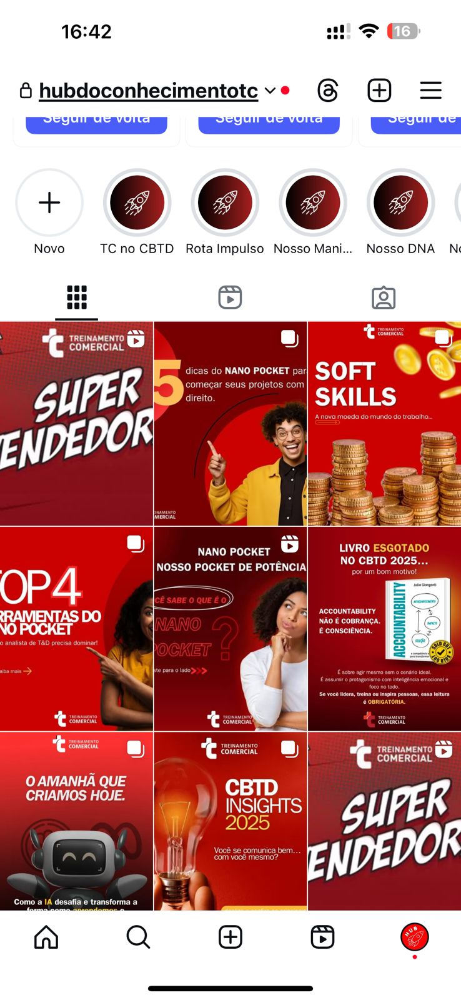 16:42
16
hubdoconhecimentotc
Seguir de volta
Seguir de volta
Seguir de
Novo
TC no CBTD
Rota Impulso
Nosso Mani...
Nosso DNA
No
TREINAMENTO
COMERCIAL
SUPER
VENDEDOR
5
dicas do NANO POCKET par
começar seus projetos com
direito.
INAMENTO
MERCIAL
TREINAMENTO
COMERCIAL
SOFT
SKILLS
A nova moeda do mundo do trabalho...
TOP 4
RRAMENTAS DO
NO POCKET
o analista de T&D precisa dominar!
aiba mais
TREINAMENTO
COMERCIAL
NANO POCKET
NOSSO POCKET DE POTÊNCIA
CÊ SABE O QUE É O
NANO
POCKET
?
ste para o lado
TREINAMENTO
COMERCIAL
LIVRO ESGOTADO
NO CBTD 2025...
por um bom motivo!
ACCOUNTABILITY
NÃO É COBRANÇA.
É CONSCIÊNCIA.
Julio Giangonti
ACCOUNTABILITY
AUTOCONHECIMENTO
IMPACTO
SOLUÇÃO
a competência
para transformar
SOLD OUT
É sobre agir mesmo sem o cenário ideal.
É assumir o protagonismo com inteligência emocional e
foco no todo.
Se você lidera, treina ou inspira pessoas, essa leitura
é OBRIGATÓRIA.
TREINAMENTO
COMERCIAL
TREINAMENTO
COMERCIAL
O AMANHÃ QUE
CRIAMOS HOJE.
Como a IA desafia e transforma a
forma como aprendemos e
TREINAMENTO
COMERCIAL
CBTD
INSIGHTS
2025
Você se comunica bem...
com você mesmo?
TREINAMENTO
COMERCIAL
SUPER
VENDEDOR
HUB